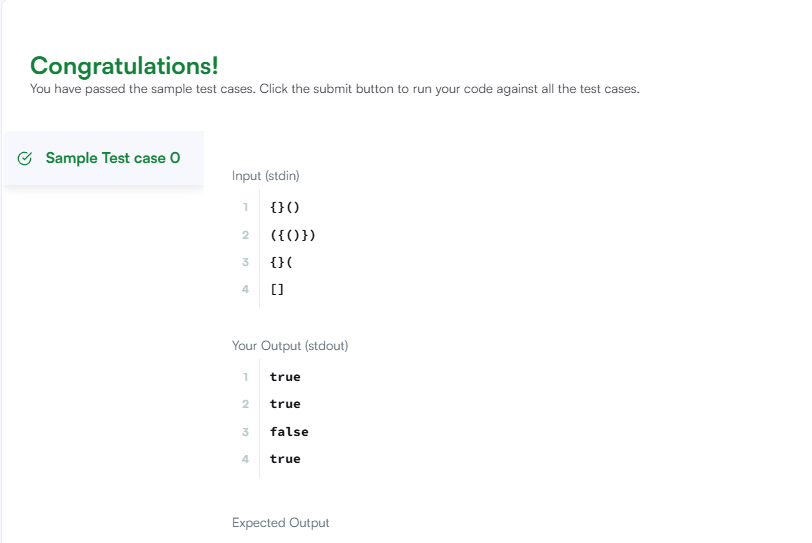 Congratulations!
You have passed the sample test cases. Click the submit button to run your code against all the test cases.
Sample Test case 0
Input (stdin)
1 {}()
2 ({()})
3 {}(
4 []
Your Output (stdout)
1 true
2 true
3 false
4 true
Expected Output